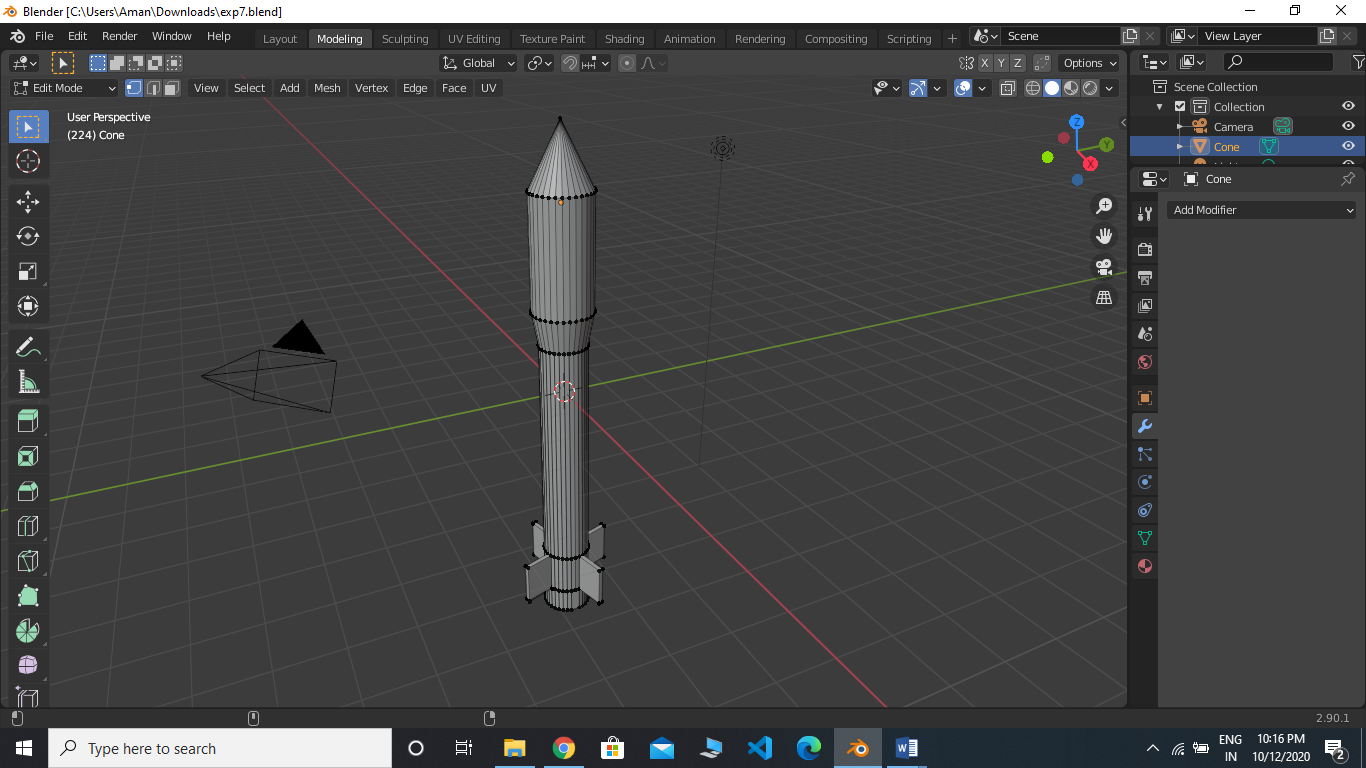 Blender [C:\Users\Aman\Downloads\exp7.blend]
File Edit Render Window Help
Layout Modeling Sculpting UV Editing Texture Paint Shading Animation Rendering Compositing Scripting
Scene
View Layer
Global
X Y Z
Options
Edit Mode
View Select Add Mesh Vertex Edge Face UV
User Perspective
(224) Cone
Z
Y
X
Scene Collection
Collection
Camera
Cone
Cone
Add Modifier
2.90.1
Type here to search
ENG
IN
10:16 PM
10/12/2020
2